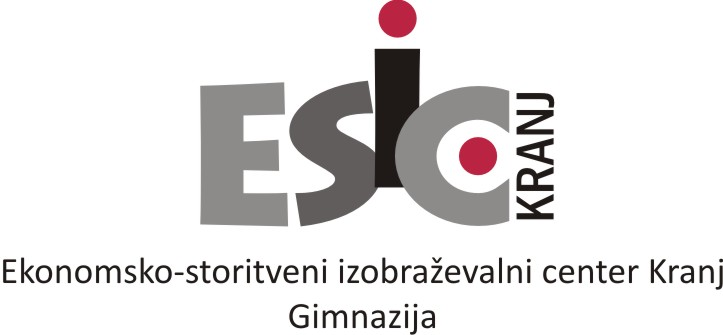 ESiC KRANJ
Ekonomsko-storitveni izobraževalni center Kranj
Gimnazija